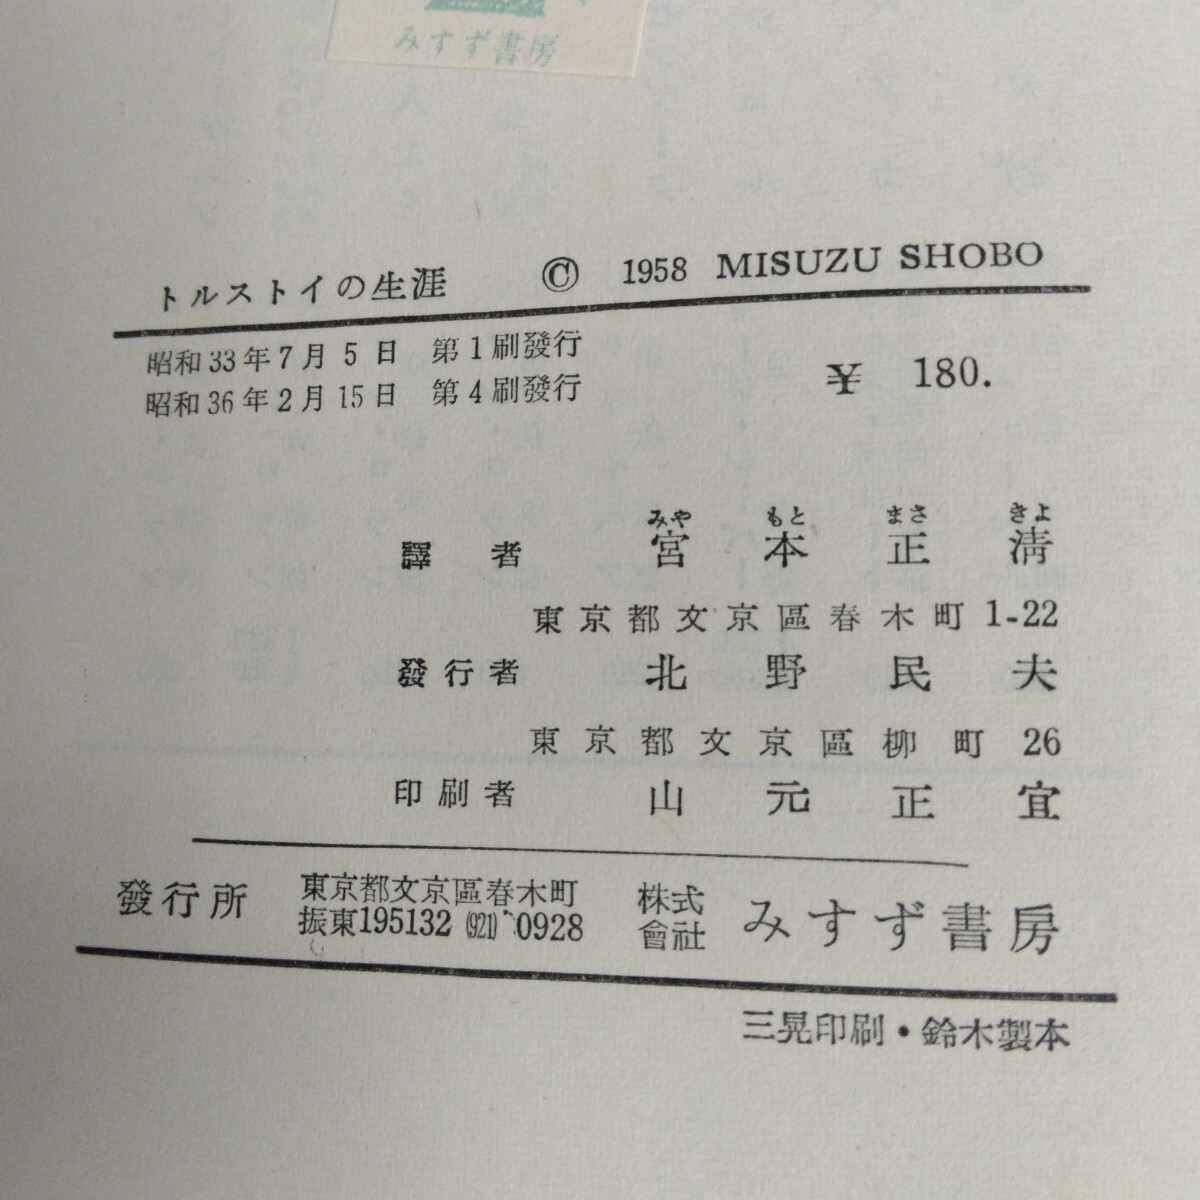 みすず書房
トルストイの生涯 © 1958 MISUZU SHOBO
昭和33年7月5日 第1刷發行
昭和36年2月15日 第4刷發行
¥ 180.
みや もと まさ きよ
譯者 宮本正淸
東京都文京區春木町 1-22
發行者 北野民夫
東京都文京區柳町 26
印刷者 山元正宜
發行所 東京都文京區春木町 株式會社 みすず書房
振東195132 (921) 0928
三晃印刷・鈴木製本